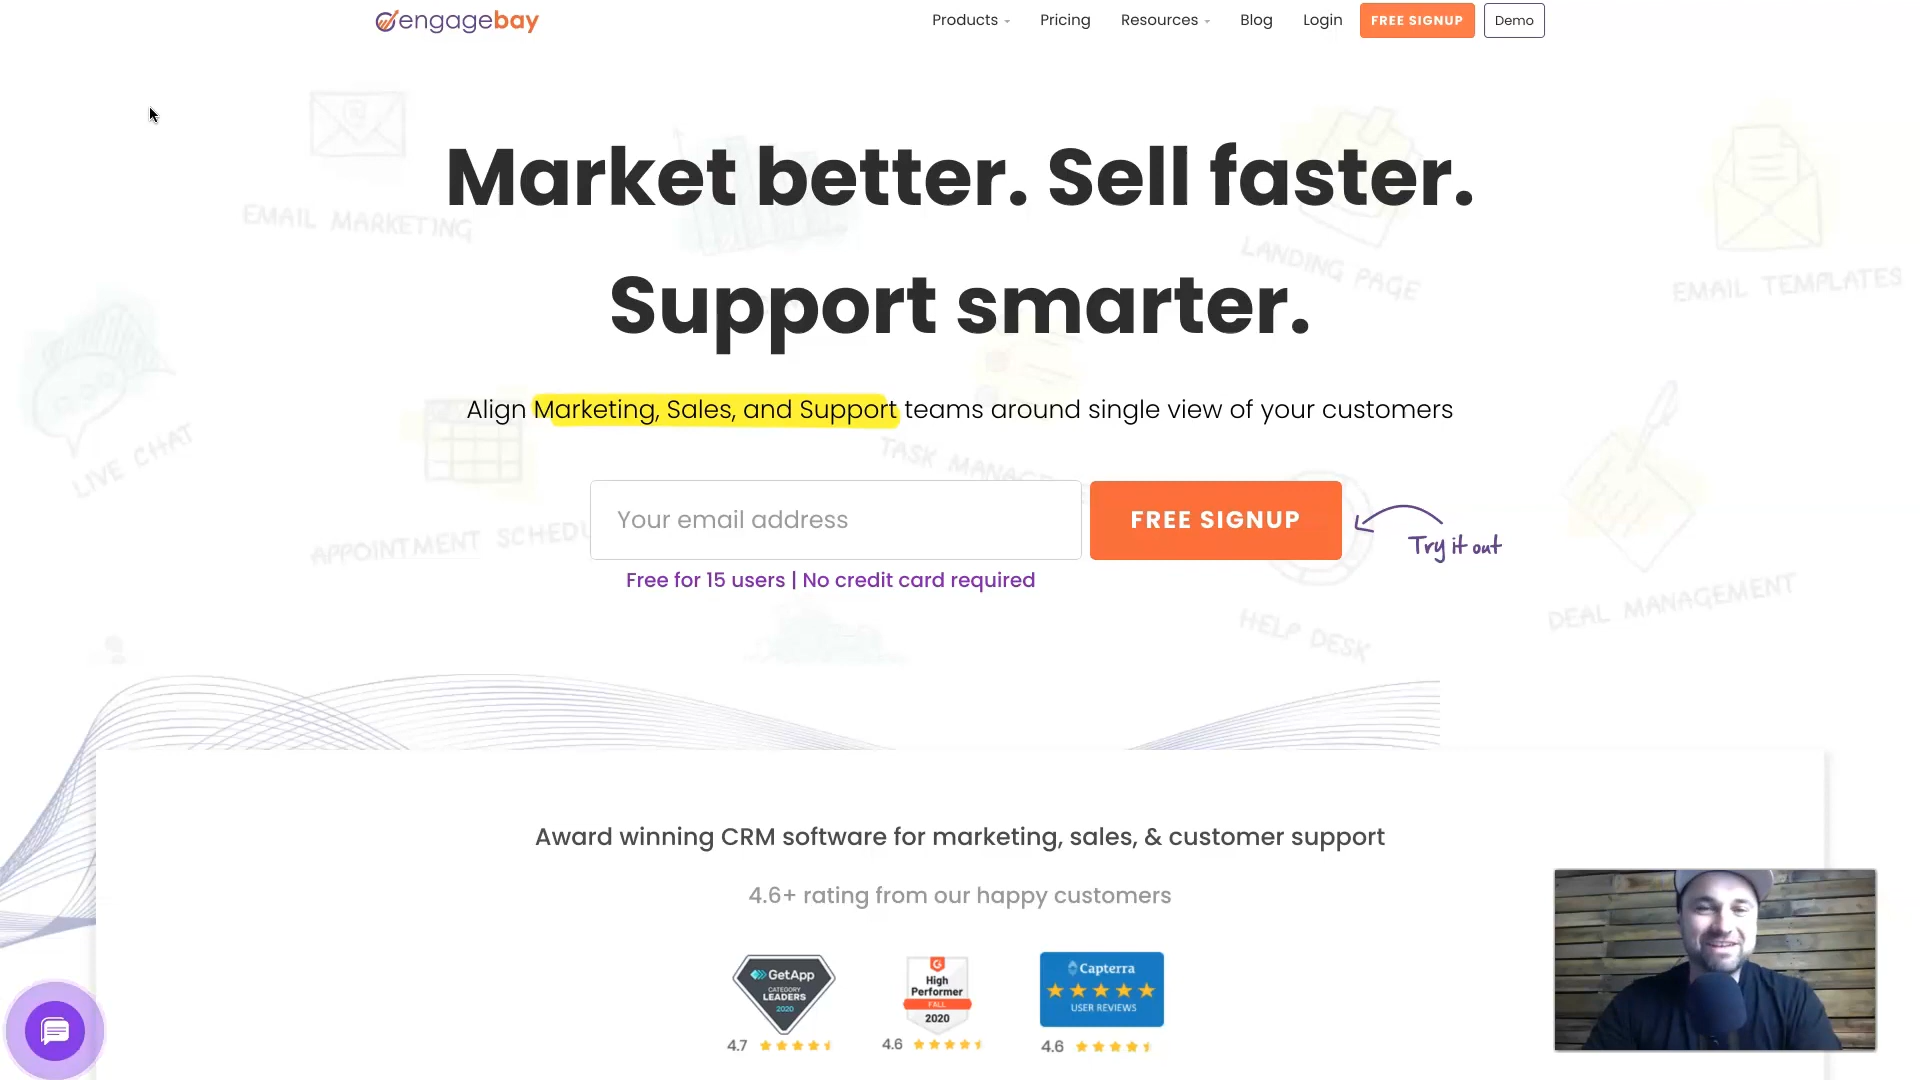 engagebay
Products Pricing Resources Blog Login FREE SIGNUP Demo
EMAIL MARKETING
Market better. Sell faster.
LANDING PAGE
EMAIL TEMPLATES
Support smarter.
Align Marketing, Sales, and Support teams around single view of your customers
LIVE CHAT
TASK
APPOINTMENT
Your email address
FREE SIGNUP
Try it out
Free for 15 users | No credit card required
HELP DESK
DEAL MANAGEMENT
Award winning CRM software for marketing, sales, & customer support
4.6+ rating from our happy customers
GetApp
CATEGORY
LEADERS
2020
4.7
High
Performer
FALL
2020
4.6
Capterra
USER REVIEWS
4.6